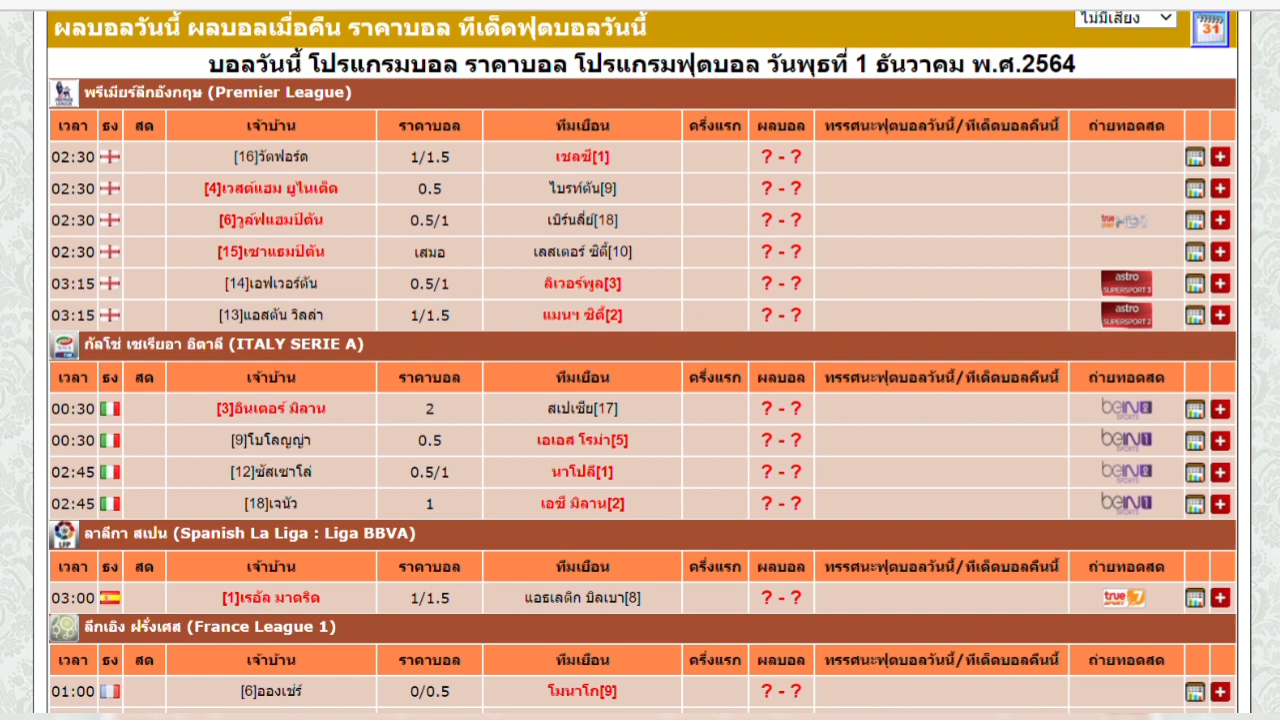 ผลบอลวันนี้ ผลบอลเมื่อคืน ราคาบอล ทีเด็ดฟุตบอลวันนี้ ไม่มีเสียง 31
บอลวันนี้ โปรแกรมบอล ราคาบอล โปรแกรมฟุตบอล วันพุธที่ 1 ธันวาคม พ.ศ.2564
พรีเมียร์ลีกอังกฤษ (Premier League)
เวลา ธง สด เจ้าบ้าน ราคาบอล ทีมเยือน ครึ่งแรก ผลบอล ทรรศนะฟุตบอลวันนี้/ทีเด็ดบอลคืนนี้ ถ่ายทอดสด
02:30 [16]วัตฟอร์ด 1/1.5 เชลซี[1] ? - ?
02:30 [4]เวสต์แฮม ยูไนเต็ด 0.5 ไบรท์ตัน[9] ? - ?
02:30 [6]วูล์ฟแฮมป์ตัน 0.5/1 เบิร์นลี่ย์[18] ? - ? true
02:30 [15]เซาแธมป์ตัน เสมอ เลสเตอร์ ซิตี้[10] ? - ?
03:15 [14]เอฟเวอร์ตัน 0.5/1 ลิเวอร์พูล[3] ? - ? astro SUPERSPORT 3
03:15 [13]แอสตัน วิลล่า 1/1.5 แมนฯ ซิตี้[2] ? - ? astro SUPERSPORT 2
กัลโช่ เซเรียอา อิตาลี (ITALY SERIE A)
เวลา ธง สด เจ้าบ้าน ราคาบอล ทีมเยือน ครึ่งแรก ผลบอล ทรรศนะฟุตบอลวันนี้/ทีเด็ดบอลคืนนี้ ถ่ายทอดสด
00:30 [3]อินเตอร์ มิลาน 2 สเปเซีย[17] ? - ? beIN SPORTS 2
00:30 [9]โบโลญญ่า 0.5 เอเอส โรม่า[5] ? - ? beIN SPORTS 1
02:45 [12]ซัสเซาโล่ 0.5/1 นาโปลี[1] ? - ? beIN SPORTS 2
02:45 [18]เจนัว 1 เอซี มิลาน[2] ? - ? beIN SPORTS 1
ลาลีกา สเปน (Spanish La Liga : Liga BBVA)
เวลา ธง สด เจ้าบ้าน ราคาบอล ทีมเยือน ครึ่งแรก ผลบอล ทรรศนะฟุตบอลวันนี้/ทีเด็ดบอลคืนนี้ ถ่ายทอดสด
03:00 [1]เรอัล มาดริด 1/1.5 แอธเลติก บิลเบา[8] ? - ? true sport 7
ลีกเอิง ฝรั่งเศส (France League 1)
เวลา ธง สด เจ้าบ้าน ราคาบอล ทีมเยือน ครึ่งแรก ผลบอล ทรรศนะฟุตบอลวันนี้/ทีเด็ดบอลคืนนี้ ถ่ายทอดสด
01:00 [6]อองเช่ร์ 0/0.5 โมนาโก[9] ? - ?